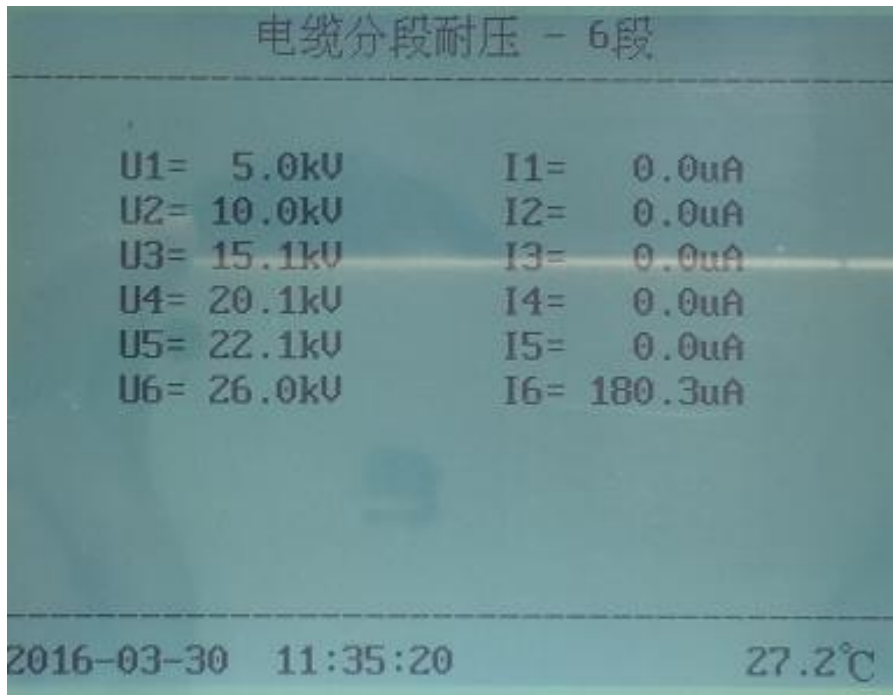 电缆分段耐压 - 6段
U1= 5.0kV I1= 0.0uA
U2= 10.0kV I2= 0.0uA
U3= 15.1kV I3= 0.0uA
U4= 20.1kV I4= 0.0uA
U5= 22.1kV I5= 0.0uA
U6= 26.0kV I6= 180.3uA
2016-03-30 11:35:20 27.2℃